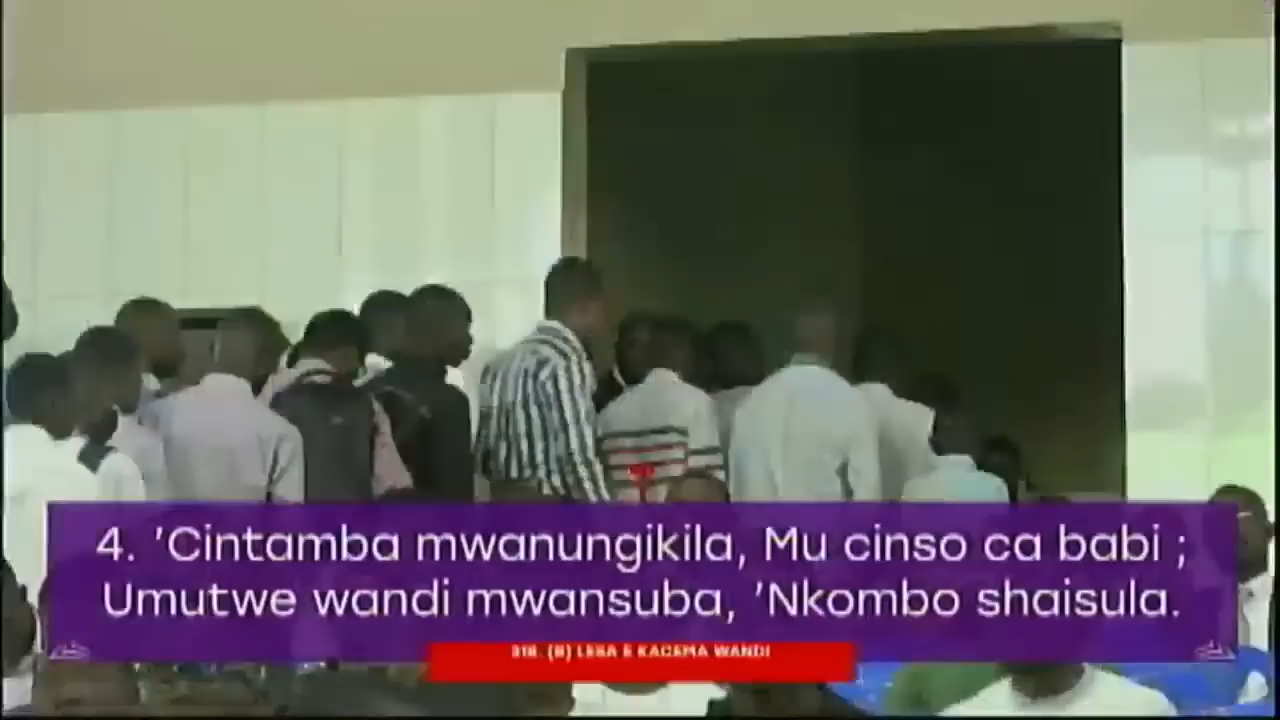 4. ’Cintamba mwanungikila, Mu cinso ca babi ;
Umutwe wandi mwansuba, ’Nkombo shaisula.
318. (B) LESA E KACEMA WANDI